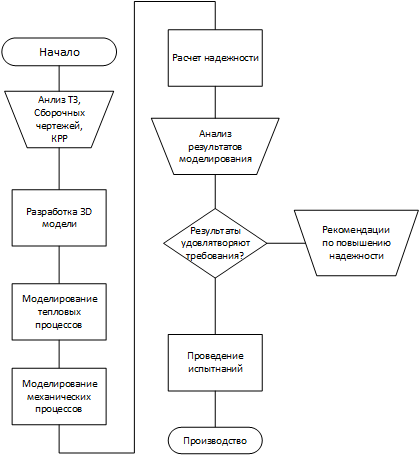 Начало
Анлиз ТЗ,
Сборочных
чертежей,
КРР
Разработка 3D
модели
Моделирование
тепловых
процессов
Моделирование
механических
процессов
Расчет надежности
Анализ
результатов
моделирования
Результаты
удовлятворяют
требования?
Рекомендации
по повышению
надежности
Проведение
испытнаний
Производство